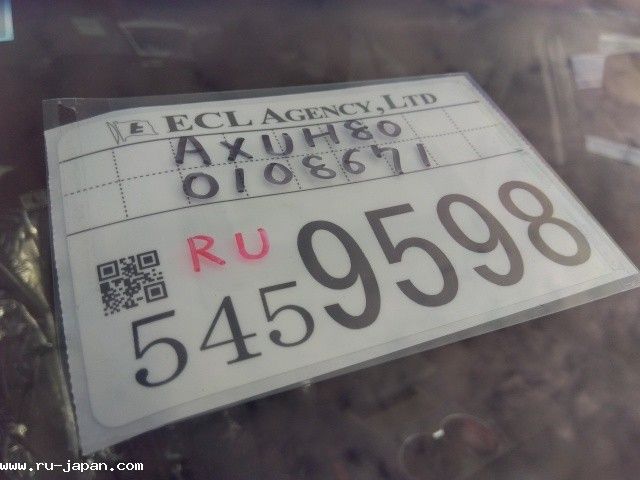 ECL AGENCY, LTD
AXUH80
0108671
RU
5459598
www.ru-japan.com